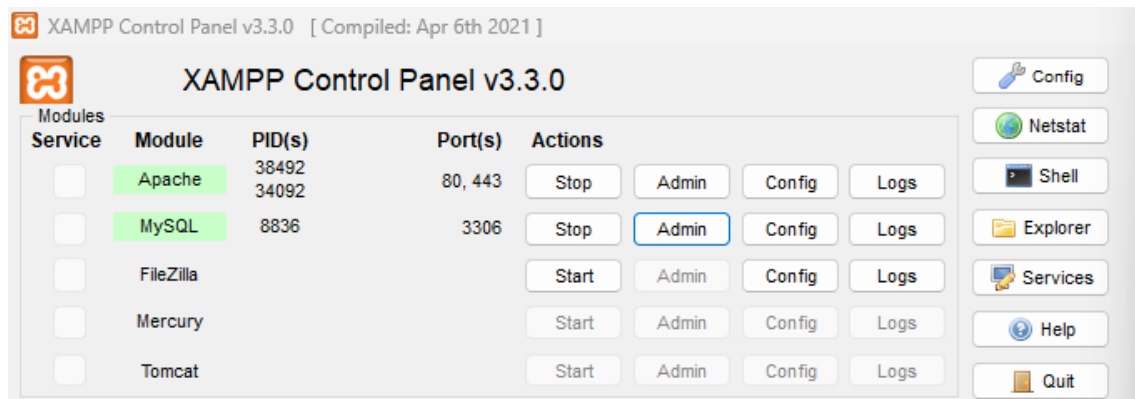 XAMPP Control Panel v3.3.0 [ Compiled: Apr 6th 2021 ]
XAMPP Control Panel v3.3.0
Config
Modules
Service Module PID(s) Port(s) Actions
Netstat
Apache 38492 34092 80, 443 Stop Admin Config Logs
Shell
MySQL 8836 3306 Stop Admin Config Logs
Explorer
FileZilla Start Admin Config Logs
Services
Mercury Start Admin Config Logs
Help
Tomcat Start Admin Config Logs
Quit